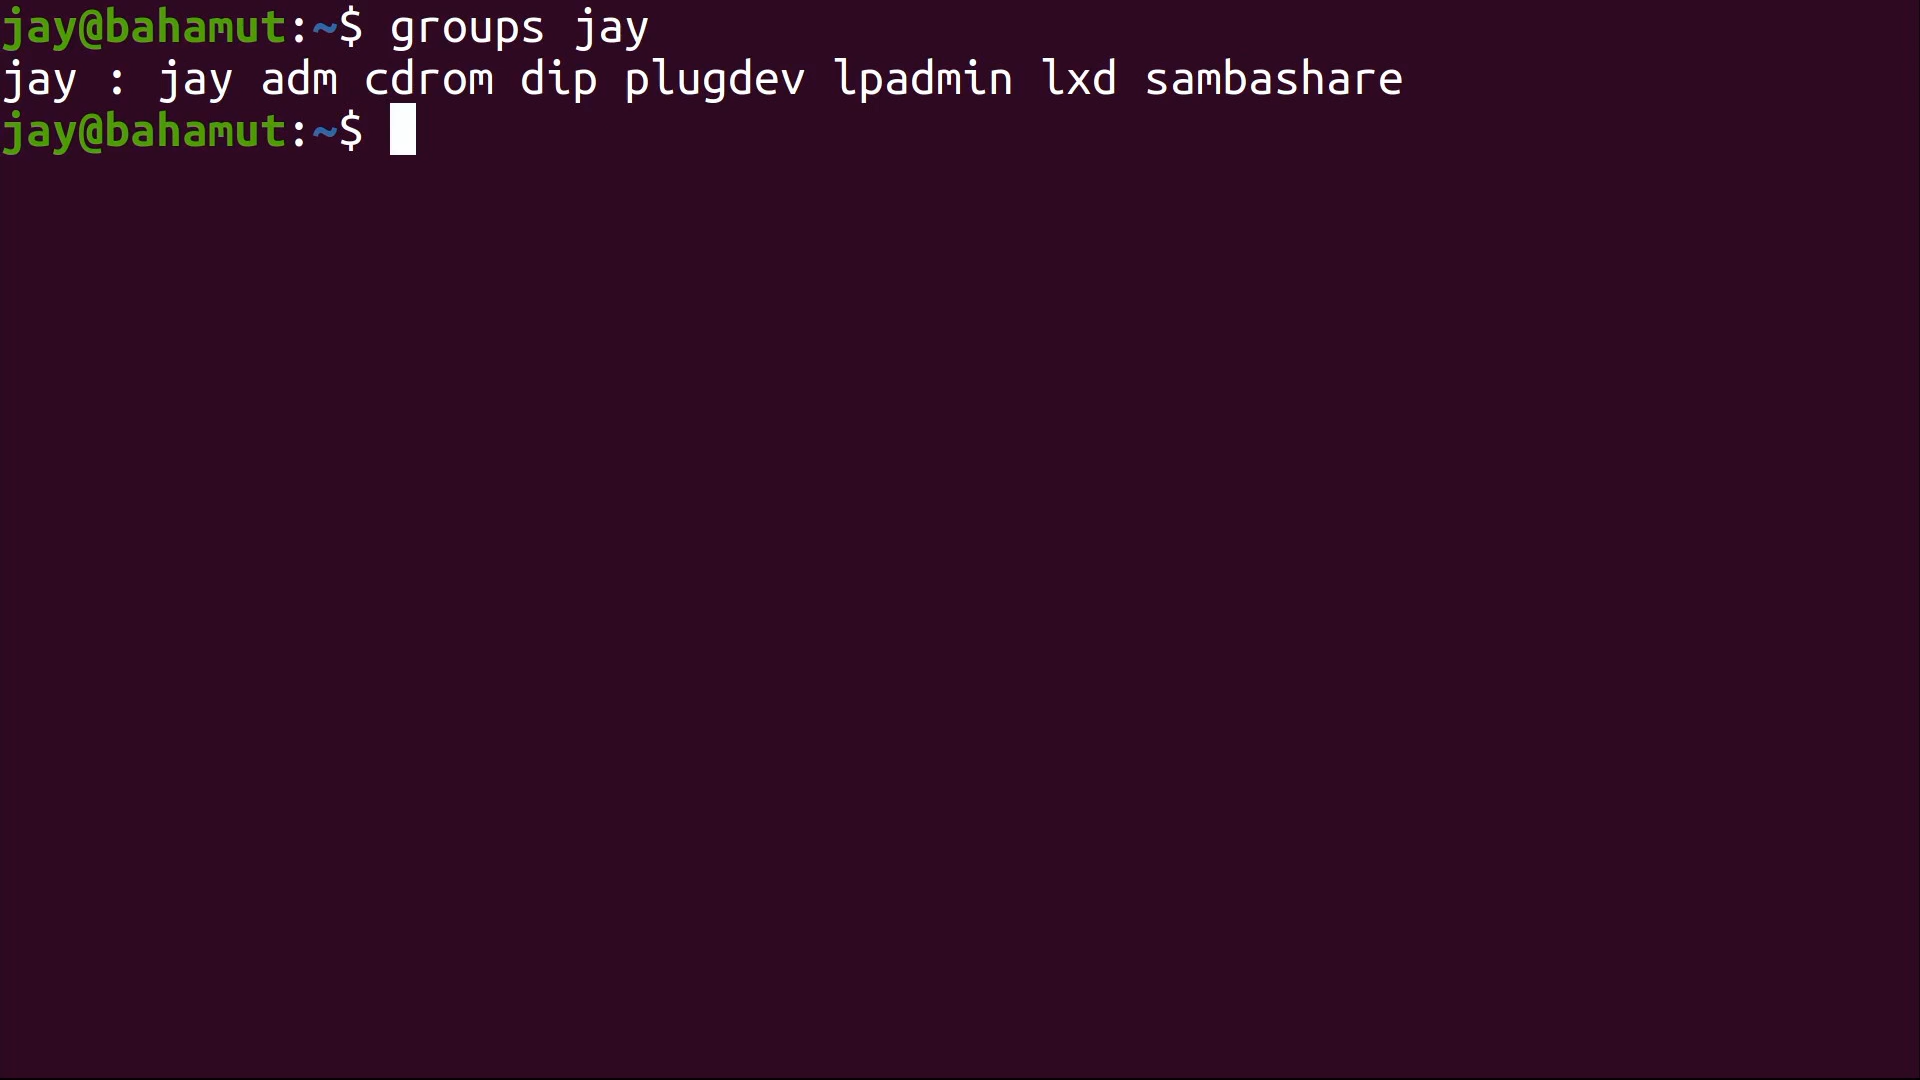 jay@bahamut:~$ groups jay
jay : jay adm cdrom dip plugdev lpadmin lxd sambashare
jay@bahamut:~$